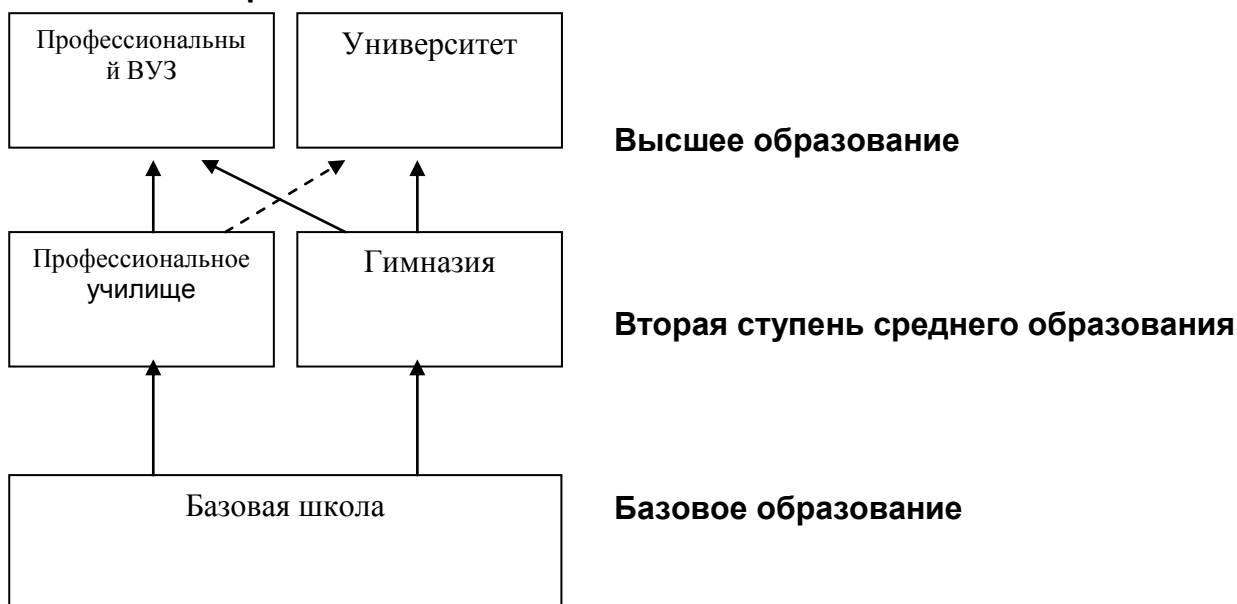 Профессиональны
й ВУЗ
Университет
Высшее образование
Профессиональное
училище
Гимназия
Вторая ступень среднего образования
Базовая школа
Базовое образование